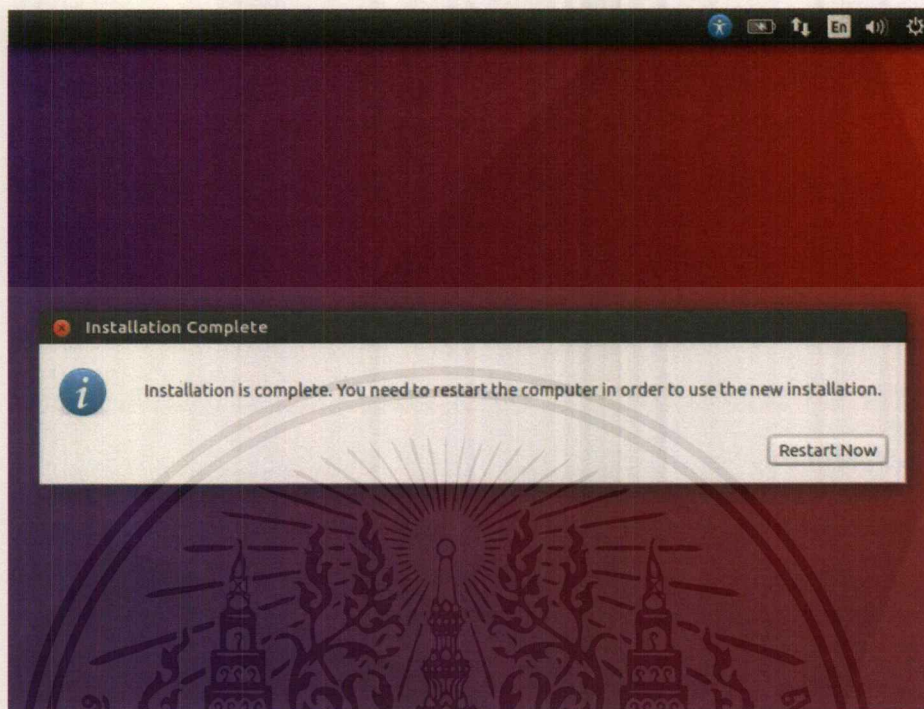 En
Installation Complete
Installation is complete. You need to restart the computer in order to use the new installation.
Restart Now